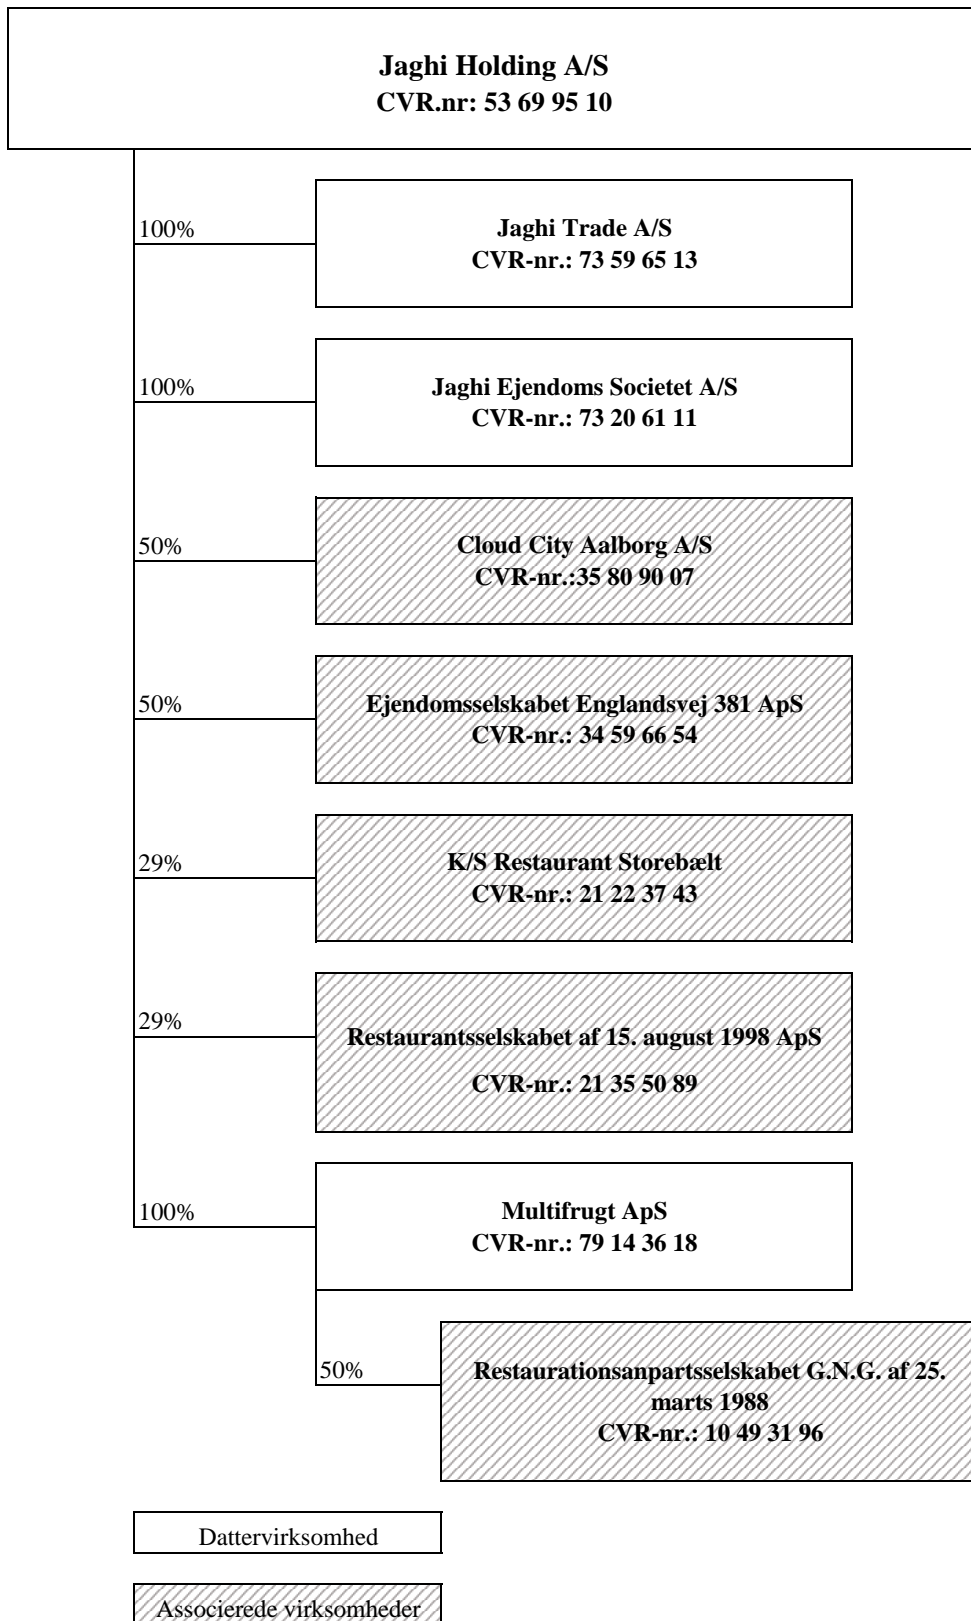 Jaghi Holding A/S
CVR.nr: 53 69 95 10
100%
Jaghi Trade A/S
CVR-nr.: 73 59 65 13
100%
Jaghi Ejendoms Societet A/S
CVR-nr.: 73 20 61 11
50%
Cloud City Aalborg A/S
CVR-nr.:35 80 90 07
50%
Ejendomsselskabet Englandsvej 381 ApS
CVR-nr.: 34 59 66 54
29%
K/S Restaurant Storebælt
CVR-nr.: 21 22 37 43
29%
Restaurantsselskabet af 15. august 1998 ApS
CVR-nr.: 21 35 50 89
100%
Multifrugt ApS
CVR-nr.: 79 14 36 18
50%
Restaurationsanpartsselskabet G.N.G. af 25.
marts 1988
CVR-nr.: 10 49 31 96
Dattervirksomhed
Associerede virksomheder